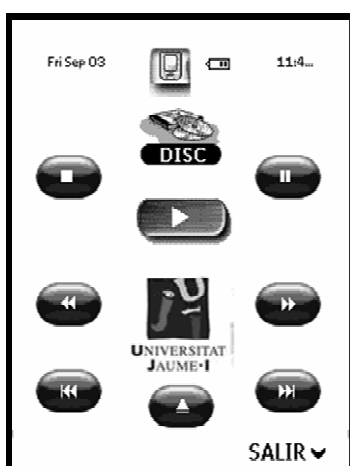 Fri Sep 03
11:4...
DISC
UNIVERSITAT
JAUME·I
SALIR